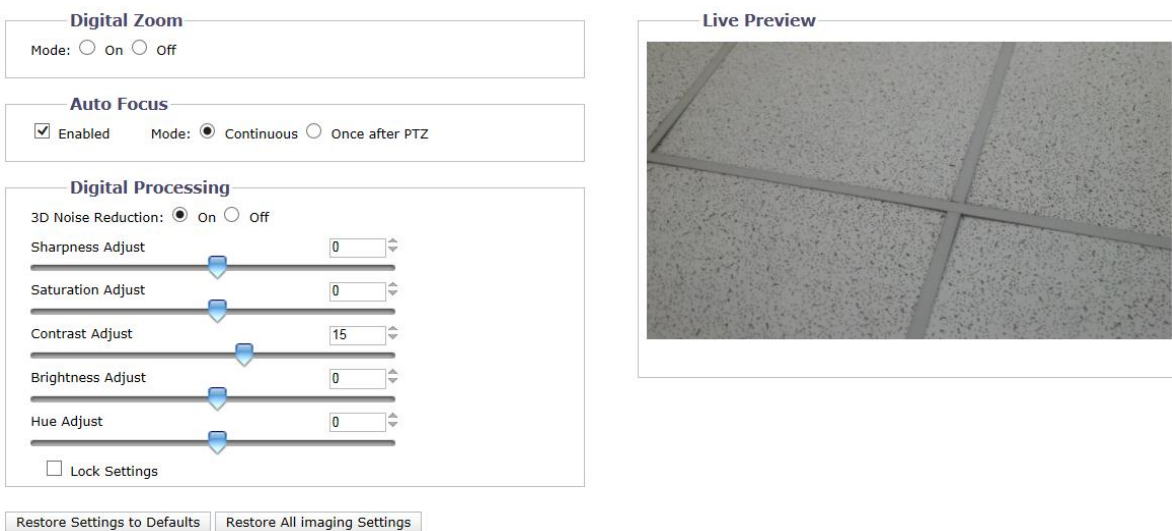 Digital Zoom
Mode: On Off
Auto Focus
Enabled Mode: Continuous Once after PTZ
Digital Processing
3D Noise Reduction: On Off
Sharpness Adjust 0
Saturation Adjust 0
Contrast Adjust 15
Brightness Adjust 0
Hue Adjust 0
Lock Settings
Restore Settings to Defaults Restore All imaging Settings
Live Preview